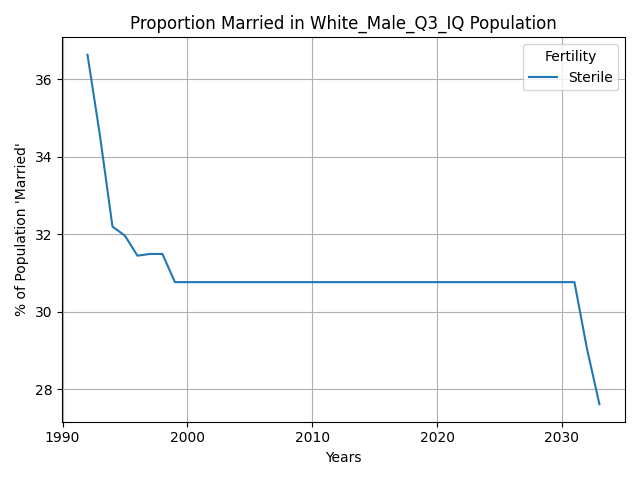 Proportion Married in White_Male_Q3_IQ Population
Fertility
Sterile
% of Population 'Married'
36
34
32
30
28
1990
2000
2010
2020
2030
Years